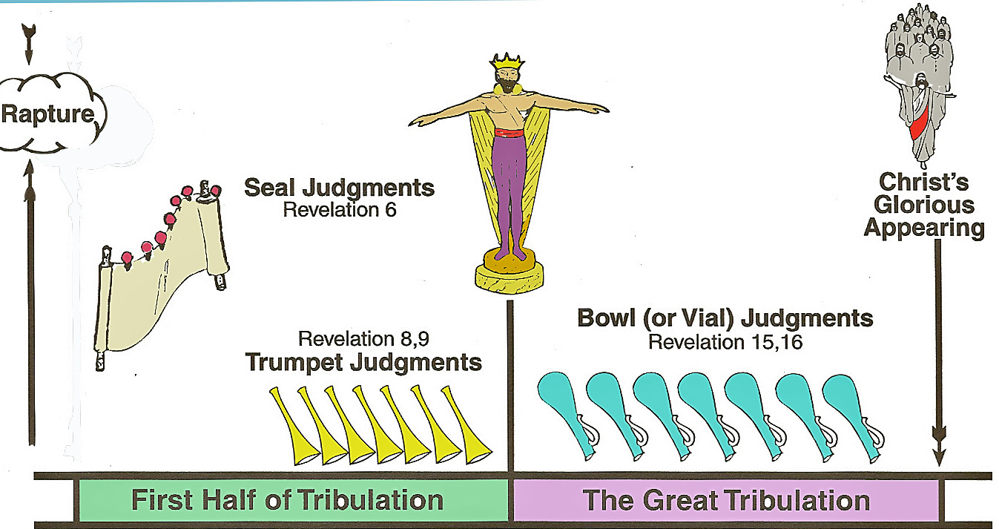 Rapture
Seal Judgments
Revelation 6
Revelation 8,9
Trumpet Judgments
Christ's
Glorious
Appearing
Bowl (or Vial) Judgments
Revelation 15,16
First Half of Tribulation
The Great Tribulation